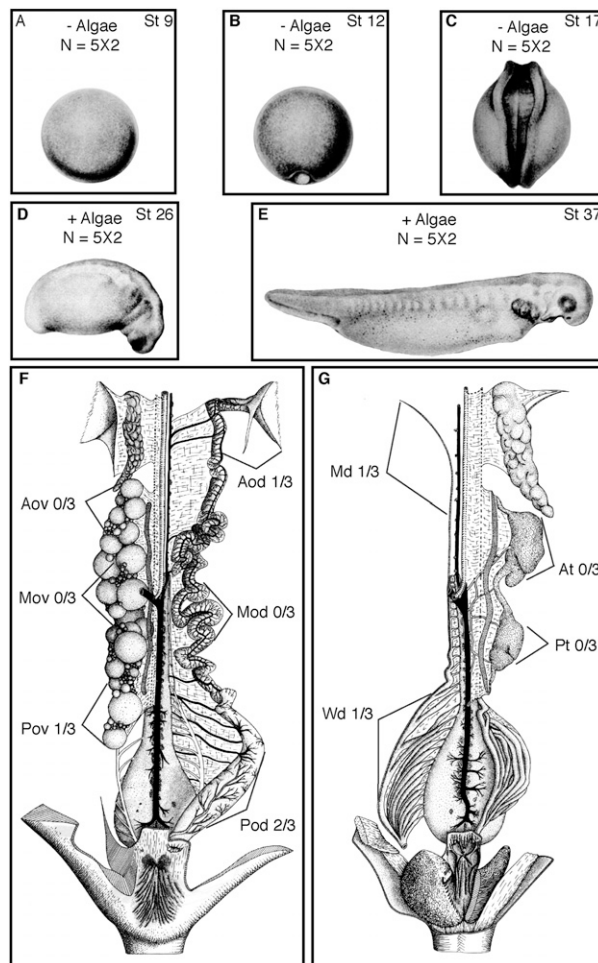 A - Algae St 9
N = 5X2
B - Algae St 12
N = 5X2
C - Algae St 17
N = 5X2
D + Algae St 26
N = 5X2
E + Algae St 37
N = 5X2
F
Aod 1/3
Aov 0/3
Mov 0/3
Mod 0/3
Pov 1/3
Pod 2/3
G
Md 1/3
At 0/3
Pt 0/3
Wd 1/3